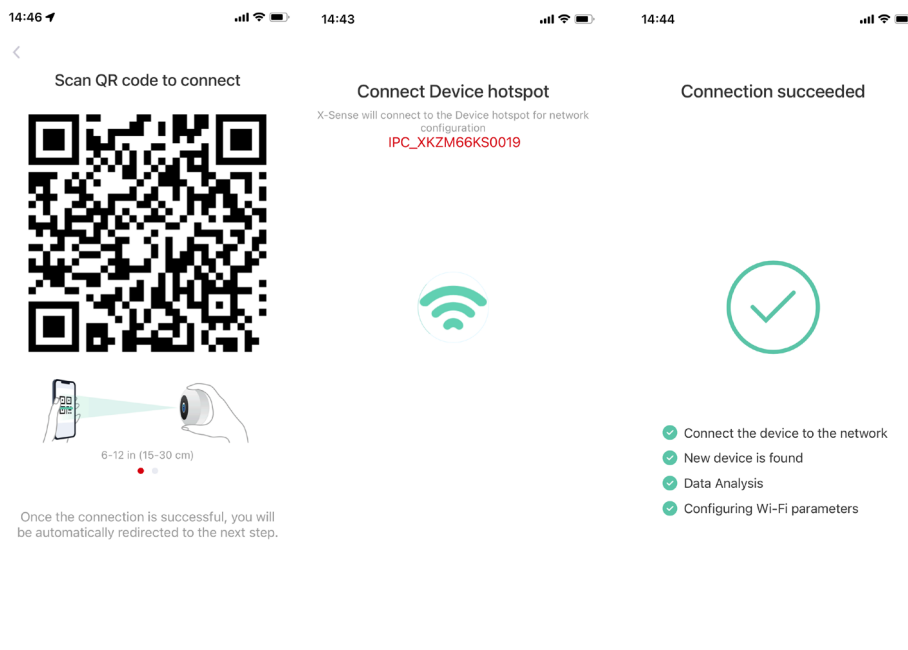 14:46
Scan QR code to connect
6-12 in (15-30 cm)
Once the connection is successful, you will
be automatically redirected to the next step.
14:43
Connect Device hotspot
X-Sense will connect to the Device hotspot for network
configuration
IPC_XKZM66KS0019
14:44
Connection succeeded
Connect the device to the network
New device is found
Data Analysis
Configuring Wi-Fi parameters